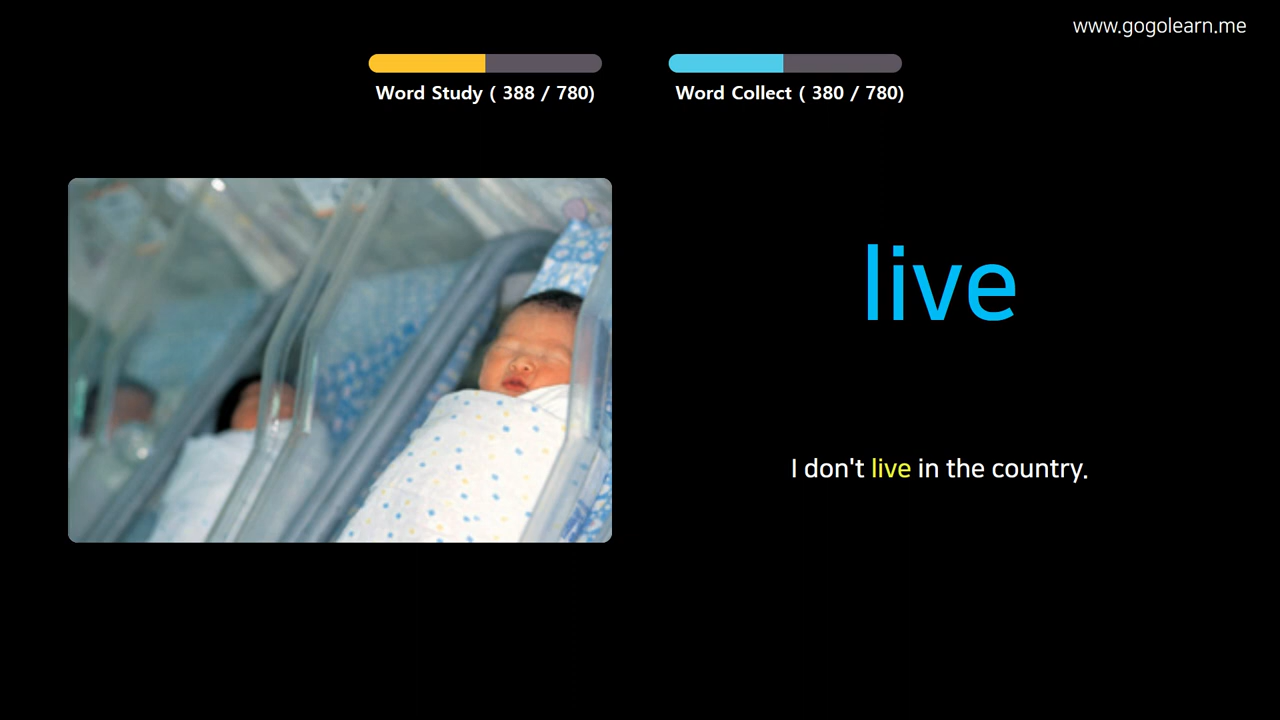 www.gogolearn.me
Word Study ( 388 / 780)
Word Collect ( 380 / 780)
live
I don't live in the country.